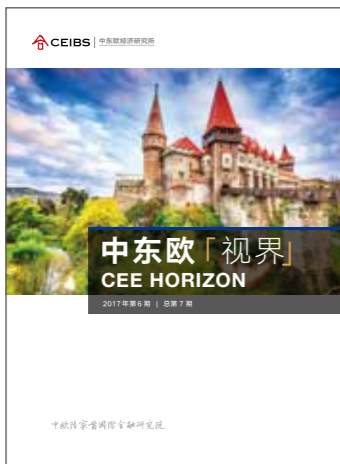 CEIBS | 中东欧经济研究所
中东欧「视界」
CEE HORIZON
2017年第6期 | 总第7期
中欧陆家嘴国际金融研究院